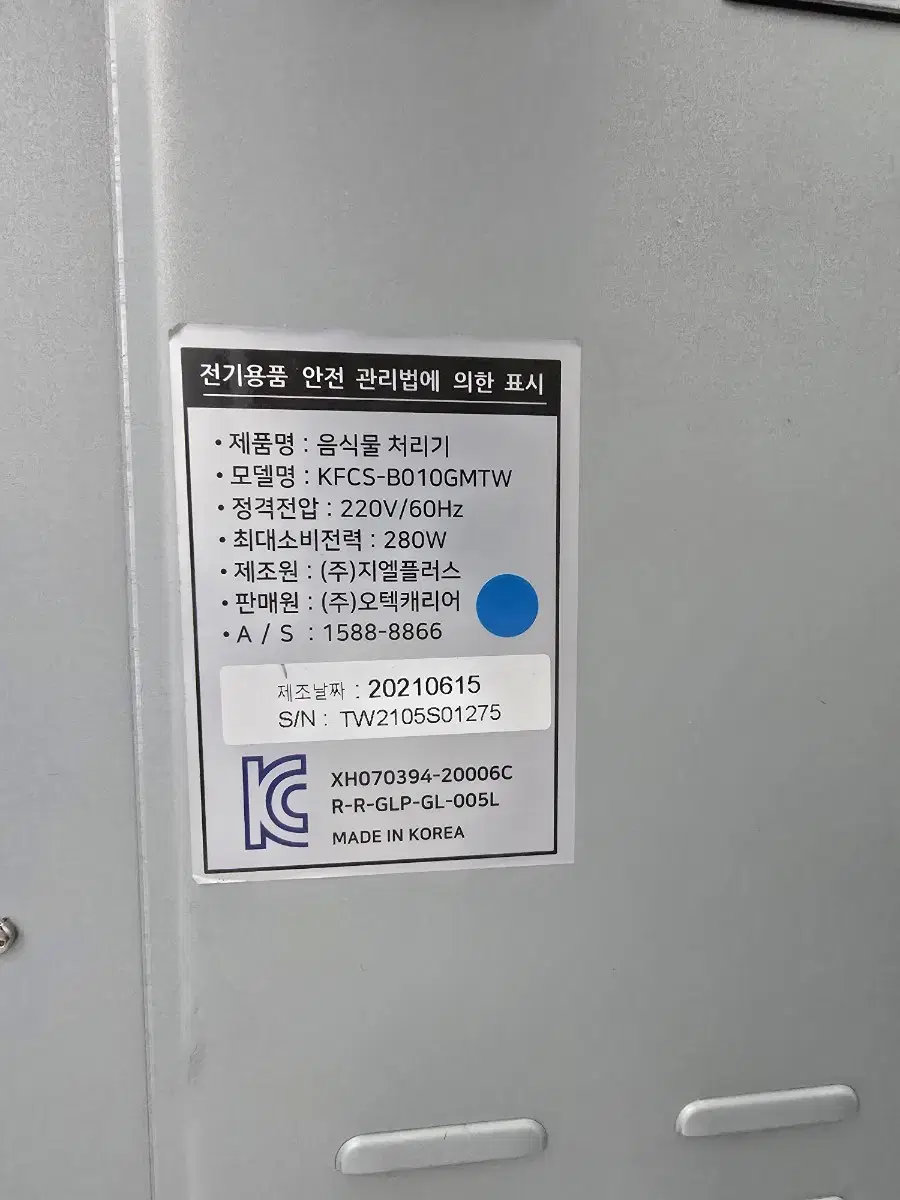 전기용품 안전 관리법에 의한 표시
• 제품명 : 음식물 처리기
• 모델명 : KFCS-B010GMTW
• 정격전압 : 220V/60Hz
• 최대소비전력 : 280W
• 제조원 : (주)지엘플러스
• 판매원 : (주)오텍캐리어
• A / S : 1588-8866
제조날짜 : 20210615
S/N : TW2105S01275
XH070394-20006C
R-R-GLP-GL-005L
MADE IN KOREA